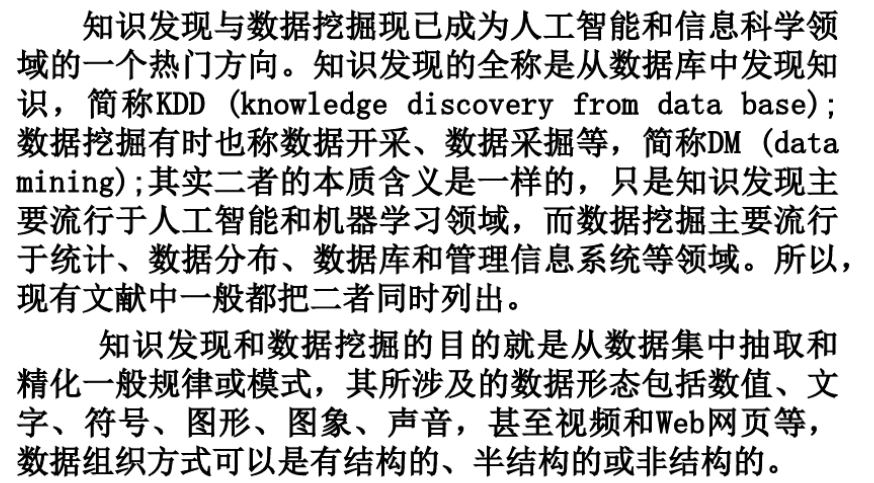 知识发现与数据挖掘现已成为人工智能和信息科学领
域的一个热门方向。知识发现的全称是从数据库中发现知
识，简称KDD (knowledge discovery from data base);
数据挖掘有时也称数据开采、数据采掘等，简称DM (data
mining);其实二者的本质含义是一样的，只是知识发现主
要流行于人工智能和机器学习领域，而数据挖掘主要流行
于统计、数据分布、数据库和管理信息系统等领域。所以，
现有文献中一般都把二者同时列出。
知识发现和数据挖掘的目的就是从数据集中抽取和
精化一般规律或模式，其所涉及的数据形态包括数值、文
字、符号、图形、图象、声音，甚至视频和Web网页等，
数据组织方式可以是有结构的、半结构的或非结构的。